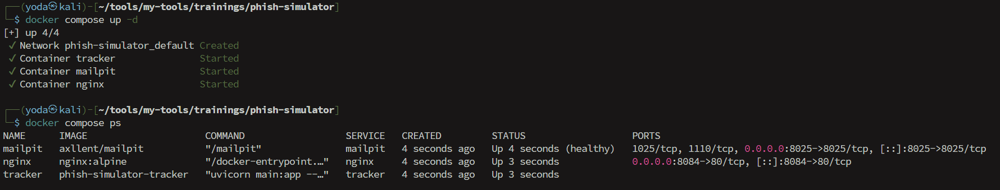 ┌──(yoda㉿kali)-[~/tools/my-tools/trainings/phish-simulator]
└─$ docker compose up -d
[+] up 4/4
 ✓ Network phish-simulator_default Created
 ✓ Container tracker               Started
 ✓ Container mailpit               Started
 ✓ Container nginx                 Started
┌──(yoda㉿kali)-[~/tools/my-tools/trainings/phish-simulator]
└─$ docker compose ps
NAME      IMAGE                     COMMAND                  SERVICE   CREATED         STATUS                   PORTS
mailpit   axllent/mailpit           "/mailpit"               mailpit   4 seconds ago   Up 4 seconds (healthy)   1025/tcp, 1110/tcp, 0.0.0.0:8025->8025/tcp, [::]:8025->8025/tcp
nginx     nginx:alpine              "/docker-entrypoint.…"   nginx     4 seconds ago   Up 3 seconds             0.0.0.0:8084->80/tcp, [::]:8084->80/tcp
tracker   phish-simulator-tracker   "uvicorn main:app --…"   tracker   4 seconds ago   Up 3 seconds